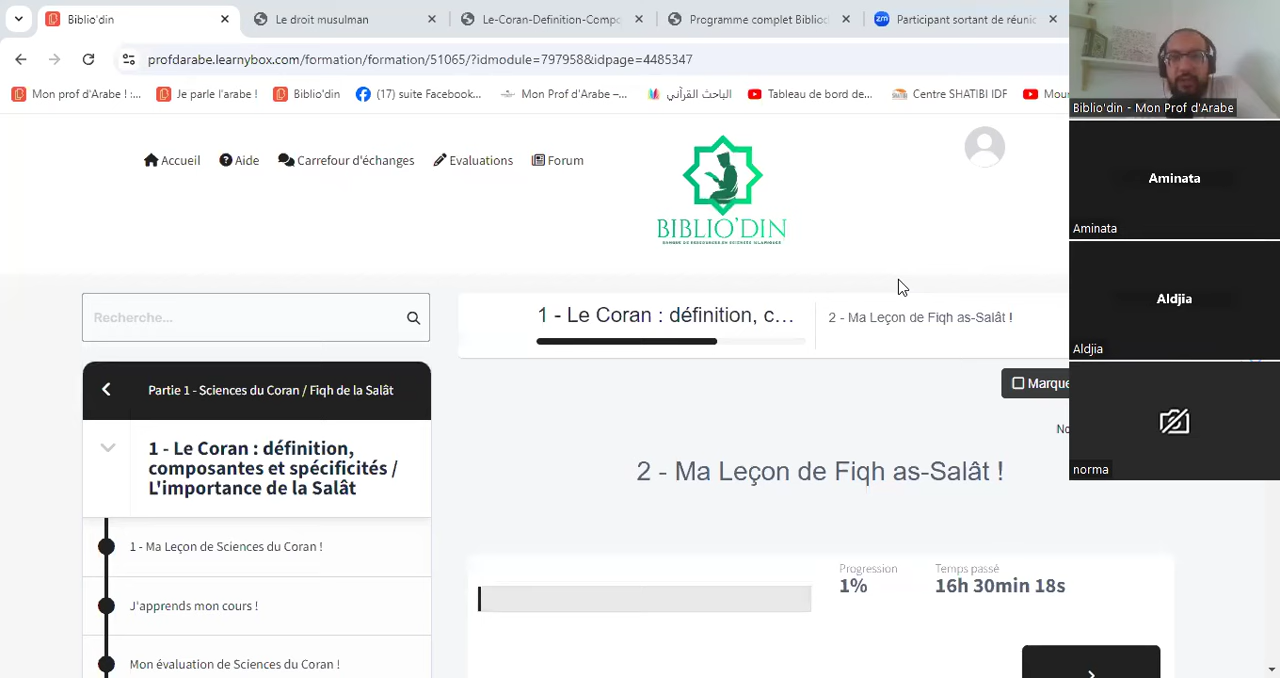 Biblio'din
Le droit musulman
Le-Coran-Definition-Compo
Programme complet Biblioc
Participant sortant de réunic
profdarabe.learnybox.com/formation/formation/51065/?idmodule=797958&idpage=4485347
Mon prof d'Arabe ! :...
Je parle l'arabe !
Biblio'din
(17) suite Facebook...
Mon Prof d'Arabe –...
الباحث القرآني
Tableau de bord de...
Centre SHATIBI IDF
Mour
Biblio'din - Mon Prof d'Arabe
Accueil
Aide
Carrefour d'échanges
Evaluations
Forum
BIBLIO'DIN
Aminata
Aminata
Aldjia
Aldjia
norma
Recherche...
1 - Le Coran : définition, c...
2 - Ma Leçon de Fiqh as-Salât !
Marque
No
Partie 1 - Sciences du Coran / Fiqh de la Salât
1 - Le Coran : définition,
composantes et spécificités /
L'importance de la Salât
1 - Ma Leçon de Sciences du Coran !
J'apprends mon cours !
Mon évaluation de Sciences du Coran !
2 - Ma Leçon de Fiqh as-Salât !
Progression
1%
Temps passé
16h 30min 18s